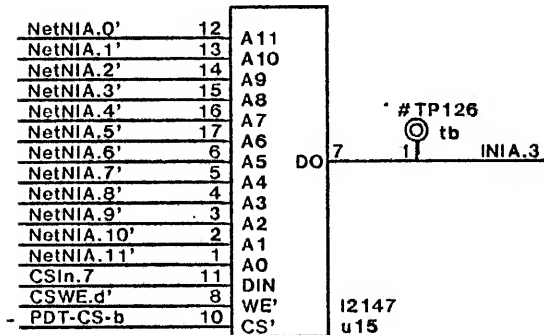 NetNIA.0' 12 A11
NetNIA.1' 13 A10
NetNIA.2' 14 A9
NetNIA.3' 15 A8
NetNIA.4' 16 A7
NetNIA.5' 17 A6
NetNIA.6' 6 A5
NetNIA.7' 5 A4
NetNIA.8' 4 A3
NetNIA.9' 3 A2
NetNIA.10' 2 A1
NetNIA.11' 1 A0
CSIn.7 11 DIN
CSWE.d' 8 WE'
PDT-CS-b 10 CS'
#TP126
tb
DO 7 1 INIA.3
I2147
u15